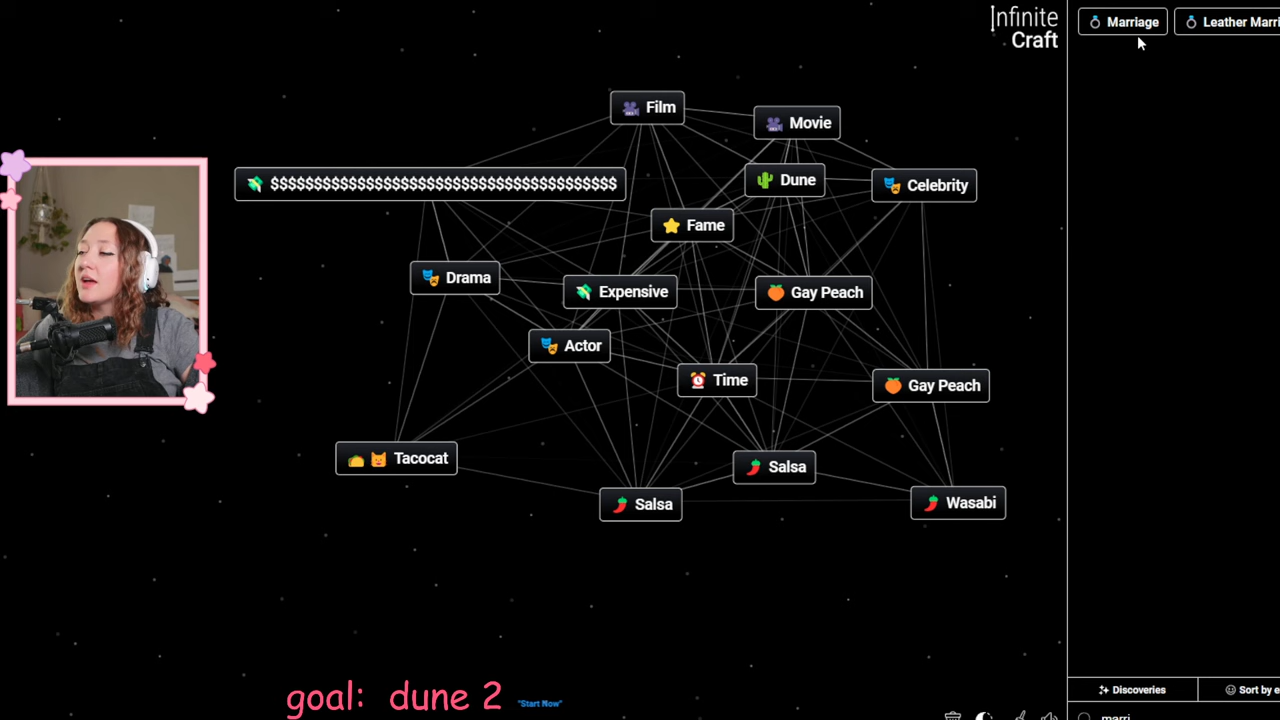 Infinite
Craft
Marriage
Leather Marri
Film
Movie
$$$$$$$$$$$$$$$$$$$$$$$$$$$$$$$$$$$$$$$$
Dune
Celebrity
Fame
Drama
Expensive
Gay Peach
Actor
Time
Gay Peach
Tacocat
Salsa
Salsa
Wasabi
goal: dune 2
"Start Now"
Discoveries
Sort by e
marri